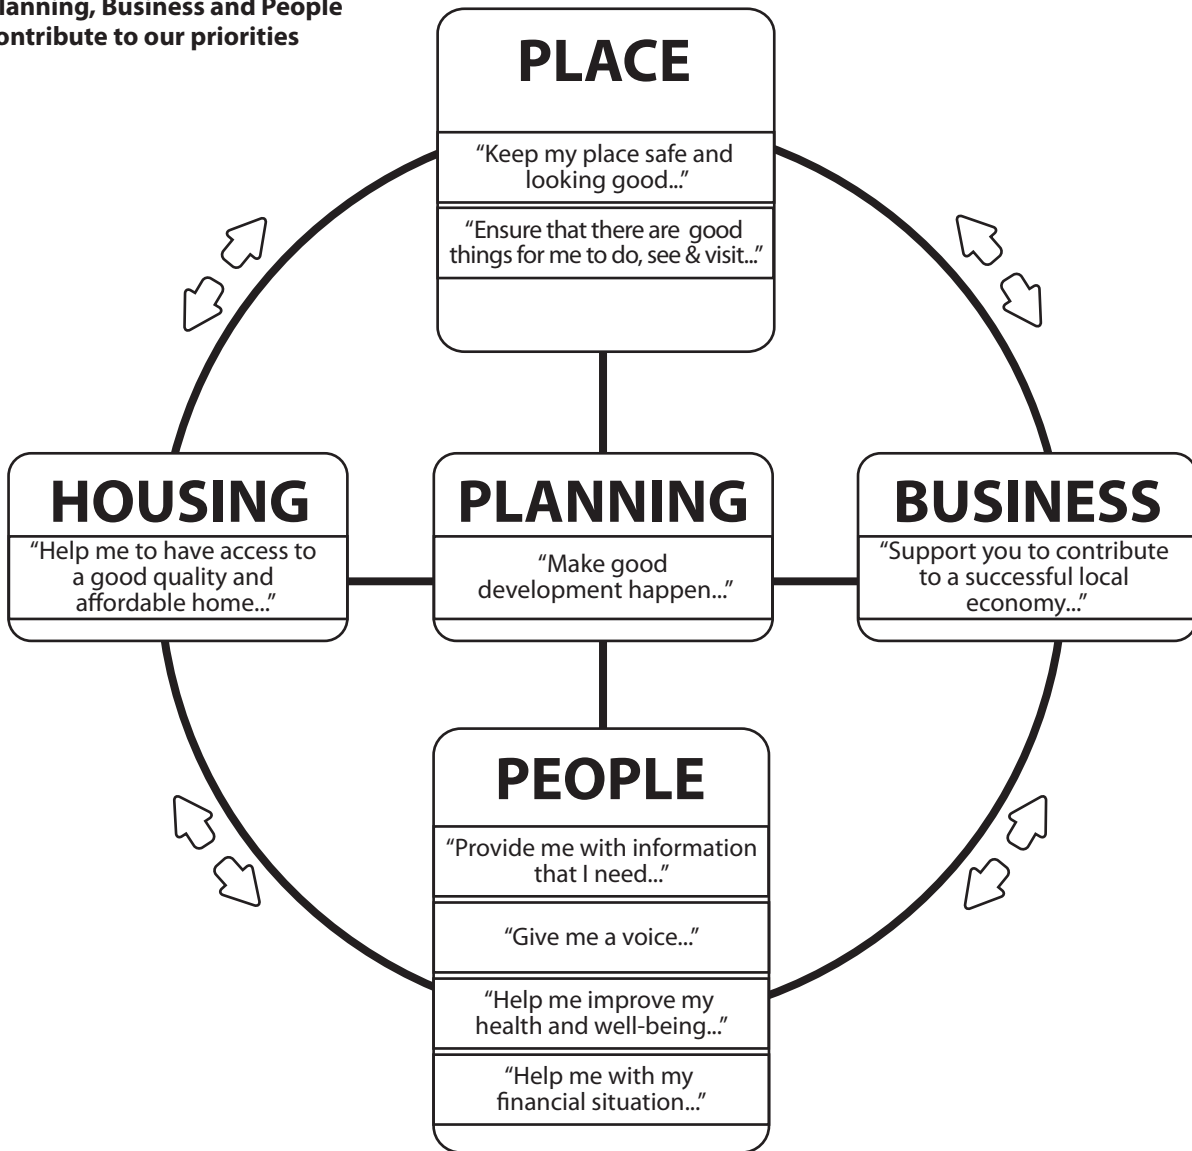 lanning, Business and People
ontribute to our priorities
PLACE
“Keep my place safe and
looking good...”
“Ensure that there are good
things for me to do, see & visit...”
HOUSING
“Help me to have access to
a good quality and
affordable home...”
PLANNING
“Make good
development happen...”
BUSINESS
“Support you to contribute
to a successful local
economy...”
PEOPLE
“Provide me with information
that I need...”
“Give me a voice...”
“Help me improve my
health and well-being...”
“Help me with my
financial situation...”